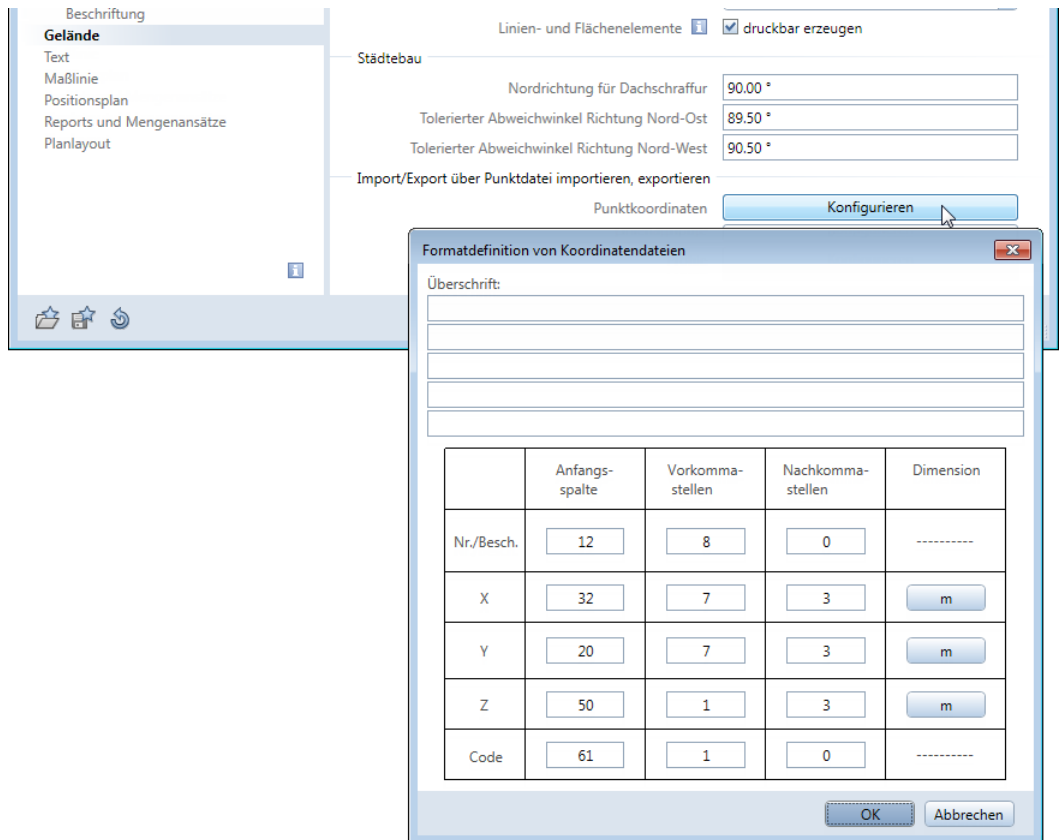 Beschriftung
Gelände
Text
Maßlinie
Positionsplan
Reports und Mengenansätze
Planlayout
Linien- und Flächenelemente druckbar erzeugen
Städtebau
Nordrichtung für Dachschraffur 90.00 °
Tolerierter Abweichwinkel Richtung Nord-Ost 89.50 °
Tolerierter Abweichwinkel Richtung Nord-West 90.50 °
Import/Export über Punktdatei importieren, exportieren
Punktkoordinaten Konfigurieren
Formatdefinition von Koordinatendateien
Überschrift:
Anfangs-
spalte
Vorkomma-
stellen
Nachkomma-
stellen
Dimension
Nr./Besch. 12 8 0 ----------
X 32 7 3 m
Y 20 7 3 m
Z 50 1 3 m
Code 61 1 0 ----------
OK Abbrechen